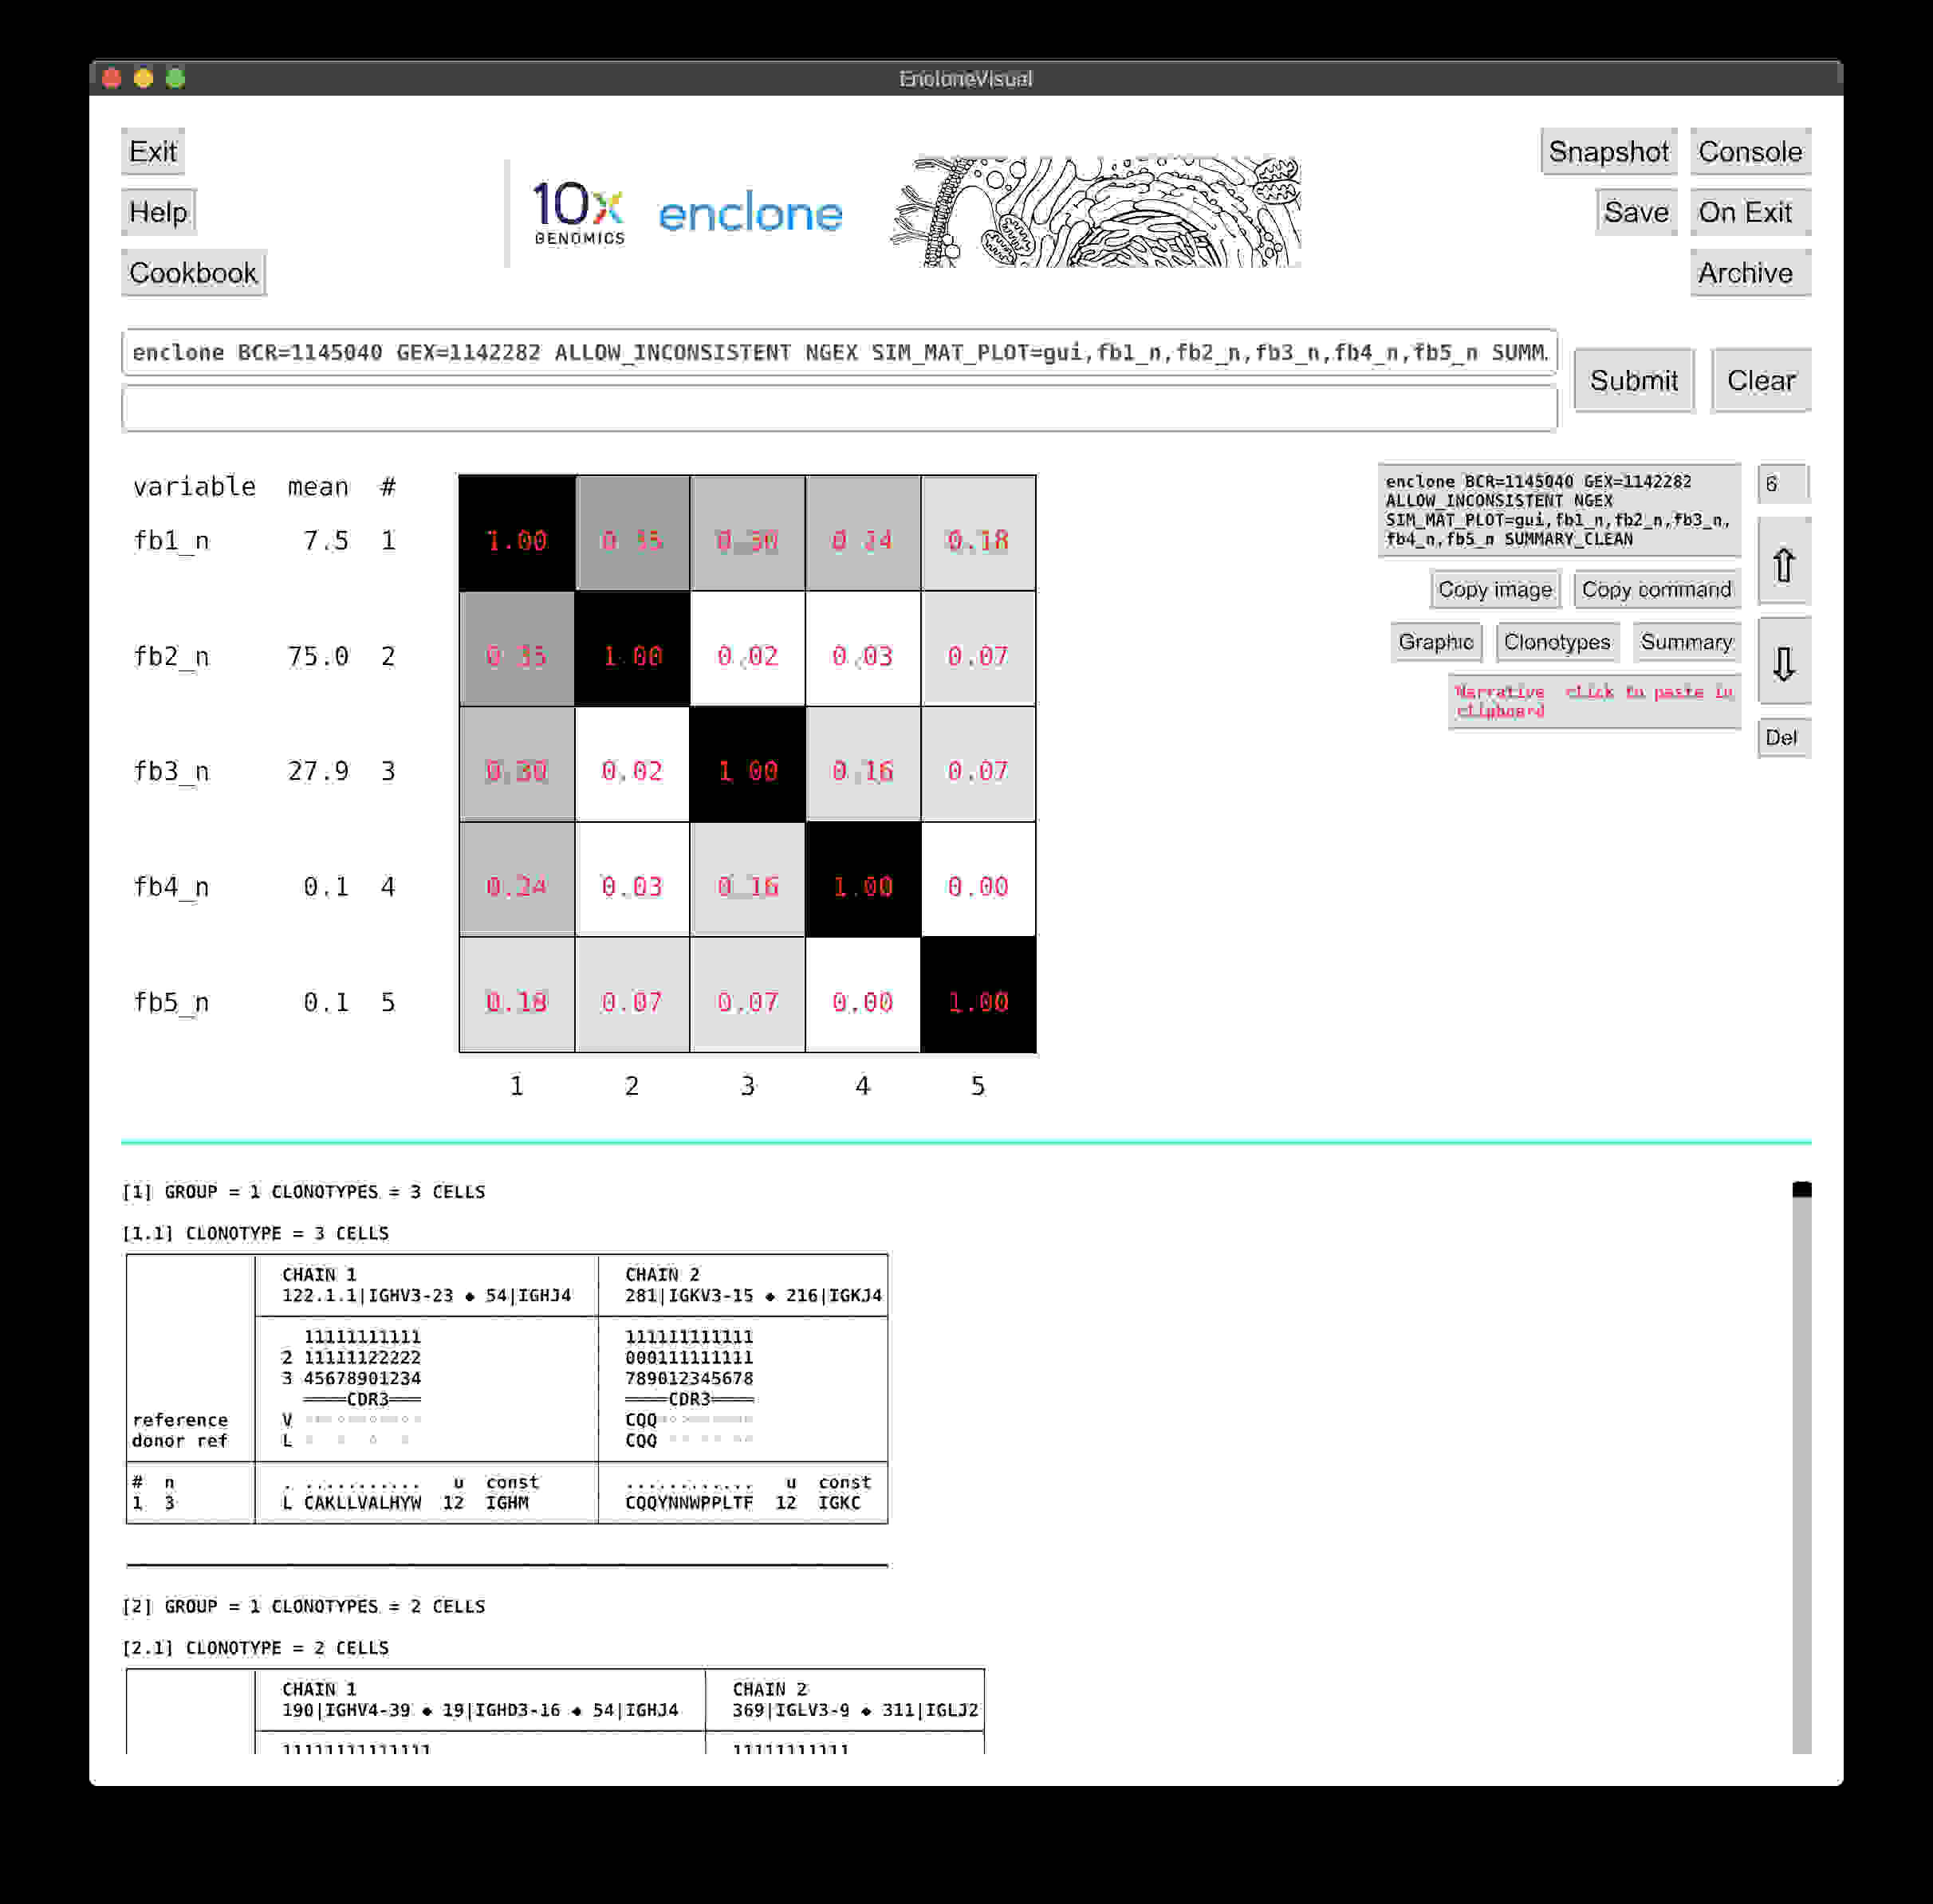 EncloneVisual
Exit
Help
Cookbook
10x
GENOMICS
enclone
Snapshot Console
Save On Exit
Archive
enclone BCR=1145040 GEX=1142282 ALLOW_INCONSISTENT NGEX SIM_MAT_PLOT=gui,fb1_n,fb2_n,fb3_n,fb4_n,fb5_n SUMM
Submit Clear
variable mean #
fb1_n 7.5 1 1.00 0.35 0.30 0.24 0.18
fb2_n 75.0 2 0.35 1.00 0.02 0.03 0.07
fb3_n 27.9 3 0.30 0.02 1.00 0.16 0.07
fb4_n 0.1 4 0.24 0.03 0.16 1.00 0.00
fb5_n 0.1 5 0.18 0.07 0.07 0.00 1.00
1 2 3 4 5
enclone BCR=1145040 GEX=1142282
ALLOW_INCONSISTENT NGEX
SIM_MAT_PLOT=gui,fb1_n,fb2_n,fb3_n,
fb4_n,fb5_n SUMMARY_CLEAN
6
⇧
Copy image Copy command
Graphic Clonotypes Summary
⇩
Narrative click to paste in
clipboard
Del
[1] GROUP = 1 CLONOTYPES = 3 CELLS
[1.1] CLONOTYPE = 3 CELLS
CHAIN 1 CHAIN 2
122.1.1|IGHV3-23 ◆ 54|IGHJ4 281|IGKV3-15 ◆ 216|IGKJ4
11111111111 111111111111
2 11111122222 000111111111
3 45678901234 789012345678
════CDR3═══ ════CDR3════
reference V CQQ
donor ref L CQQ
# n . ........... u const ............ u const
1 3 L CAKLLVALHYW 12 IGHM CQQYNNWPPLTF 12 IGKC
[2] GROUP = 1 CLONOTYPES = 2 CELLS
[2.1] CLONOTYPE = 2 CELLS
CHAIN 1 CHAIN 2
190|IGHV4-39 ◆ 19|IGHD3-16 ◆ 54|IGHJ4 369|IGLV3-9 ◆ 311|IGLJ2
11111111111111 11111111111